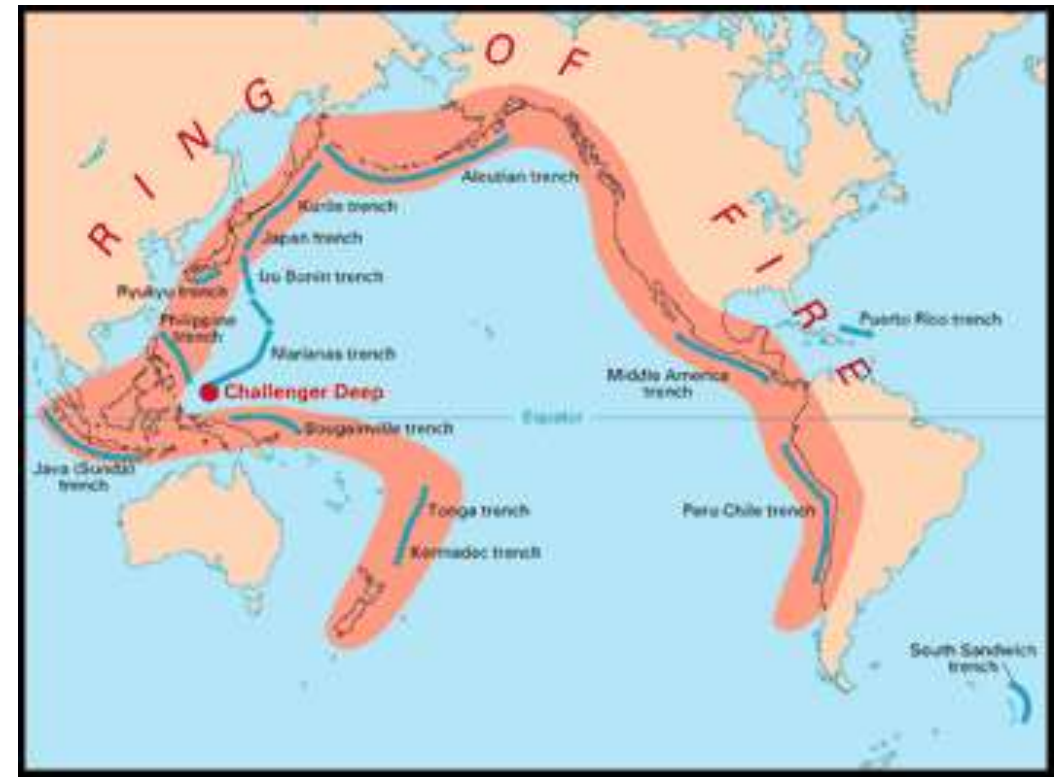 RING OF FIRE
Aleutian trench
Kurile trench
Japan trench
Izu Bonin trench
Ryukyu trench
Philippine
trench
Marianas trench
Challenger Deep
Puerto Rico trench
Middle America
trench
Equator
Bougainville trench
Java (Sunda)
trench
Tonga trench
Kermadec trench
Peru Chile trench
South Sandwich
trench